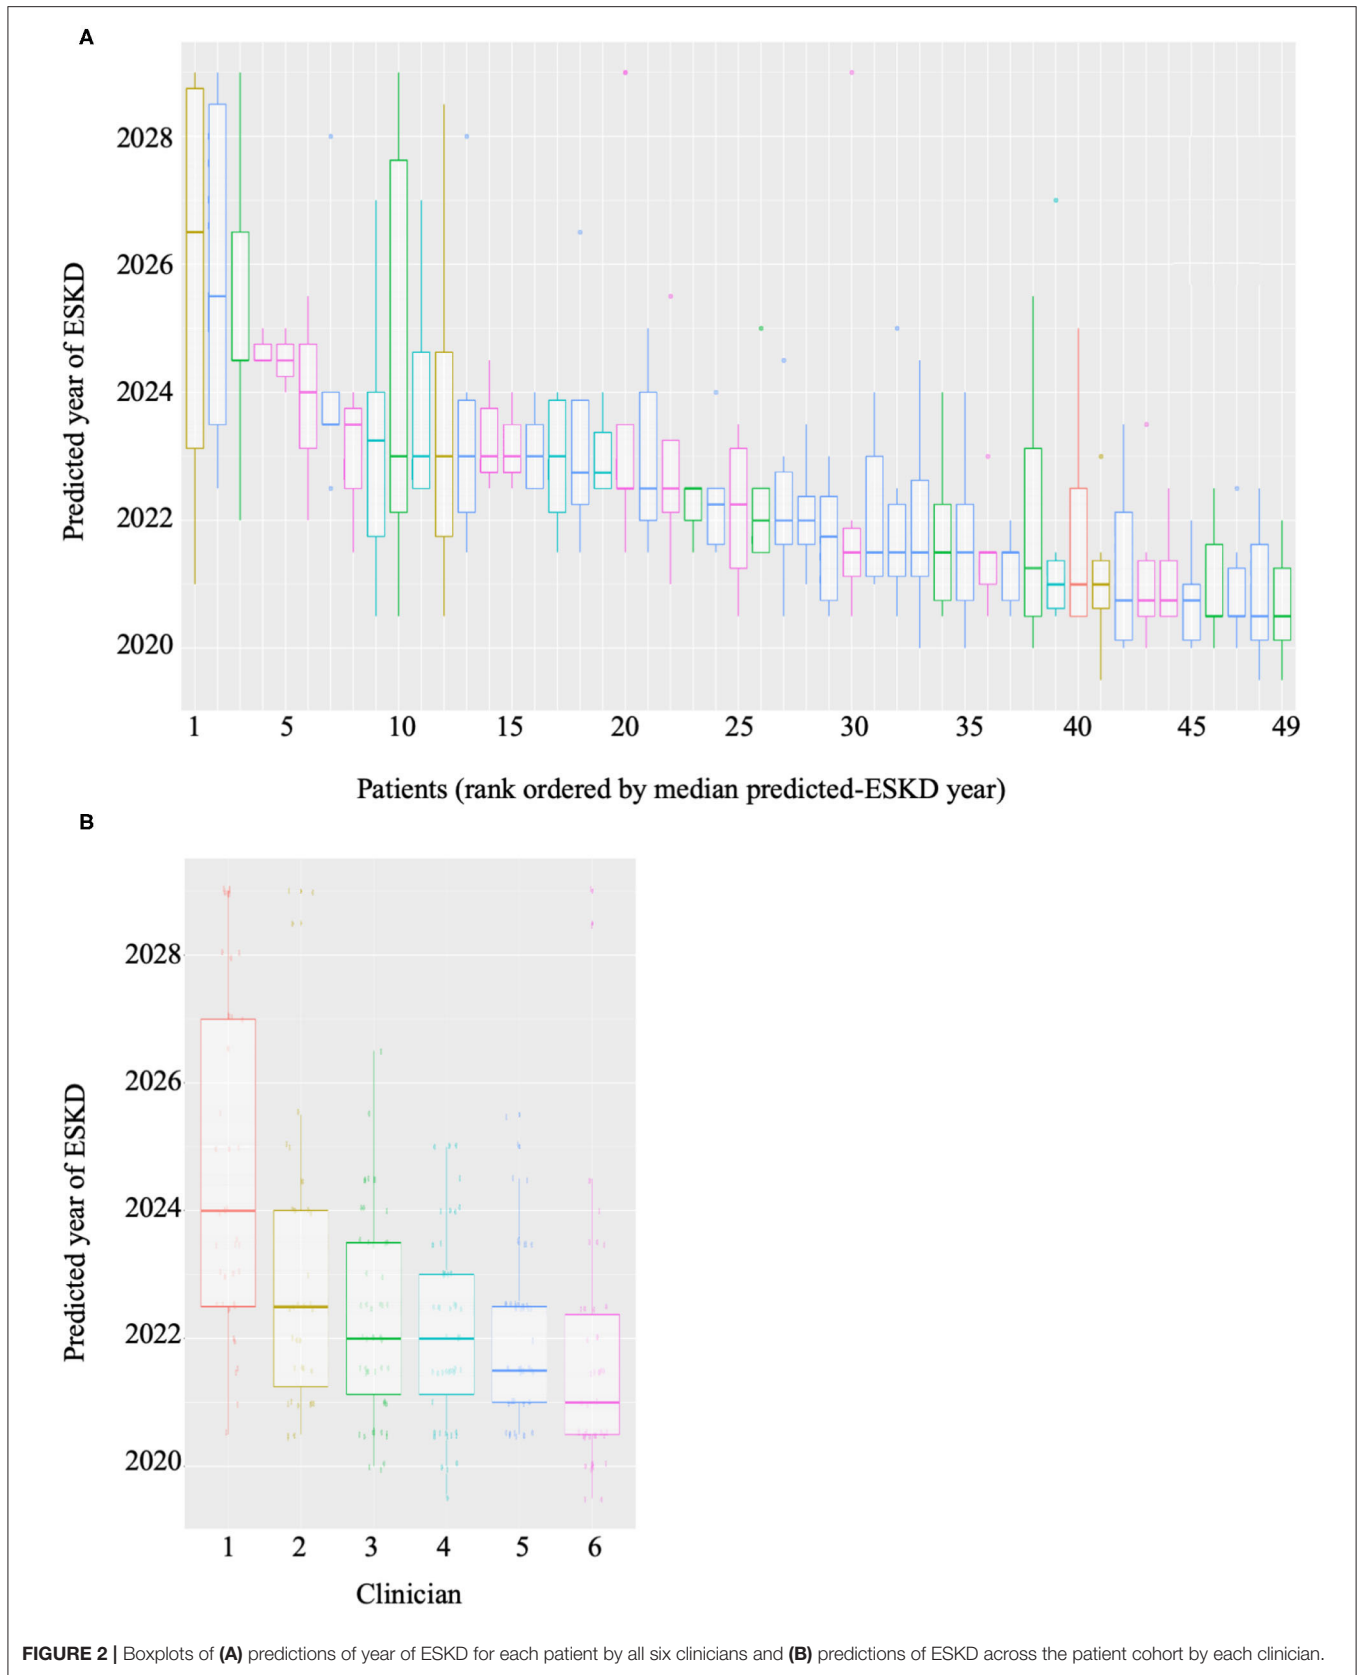 A
Predicted year of ESKD
2028
2026
2024
2022
2020
1 5 10 15 20 25 30 35 40 45 49
Patients (rank ordered by median predicted-ESKD year)
B
Predicted year of ESKD
2028
2026
2024
2022
2020
1 2 3 4 5 6
Clinician
FIGURE 2 | Boxplots of (A) predictions of year of ESKD for each patient by all six clinicians and (B) predictions of ESKD across the patient cohort by each clinician.